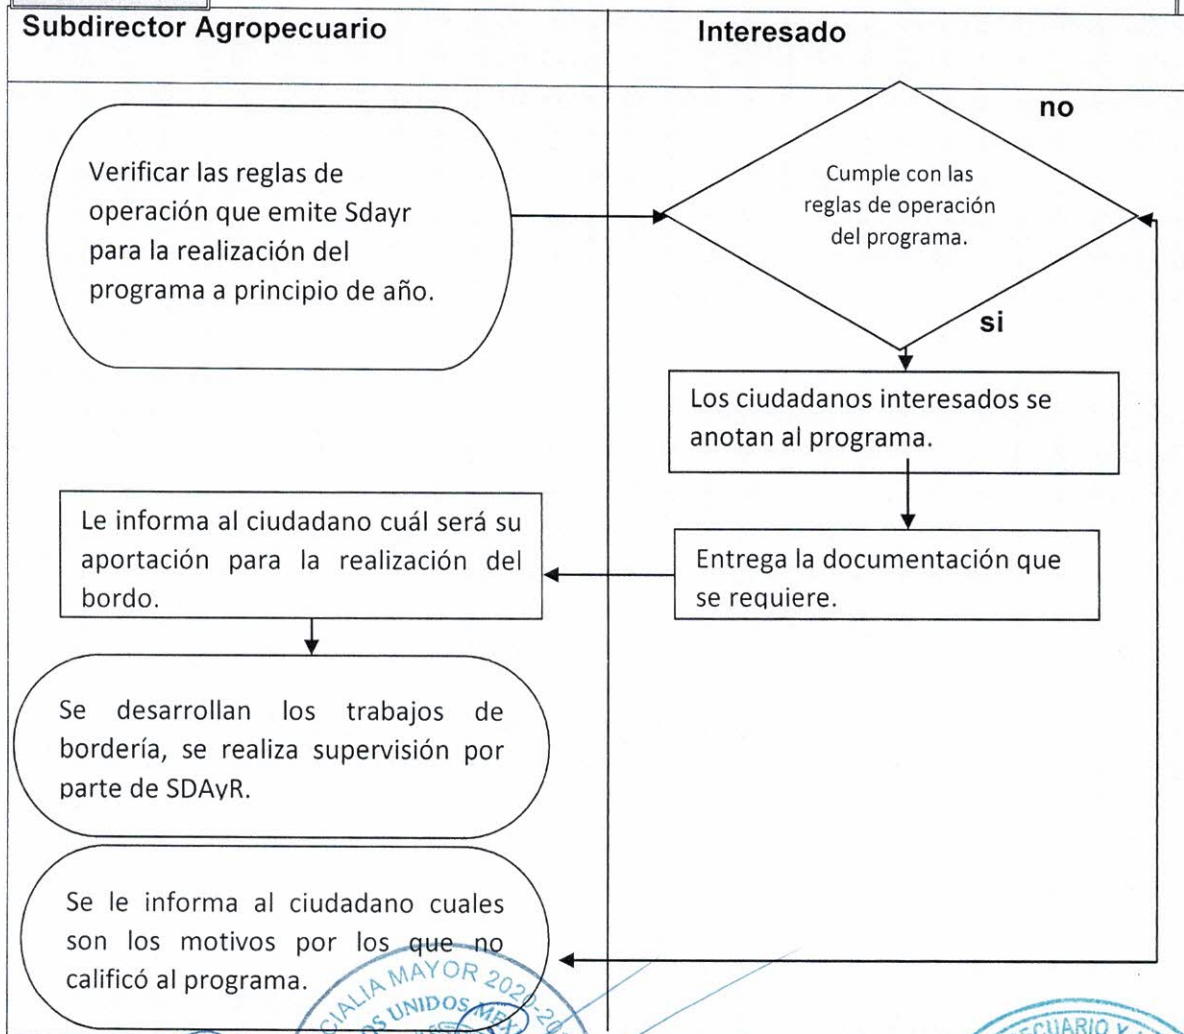 Subdirector Agropecuario
Interesado
no
Verificar las reglas de
operación que emite Sdayr
para la realización del
programa a principio de año.
Cumple con las
reglas de operación
del programa.
si
Los ciudadanos interesados se
anotan al programa.
Entrega la documentación que
se requiere.
Le informa al ciudadano cuál será su
aportación para la realización del
bordo.
Se desarrollan los trabajos de
bordería, se realiza supervisión por
parte de SDAyR.
Se le informa al ciudadano cuales
son los motivos por los que no
calificó al programa.
MAYOR
UNIDOS